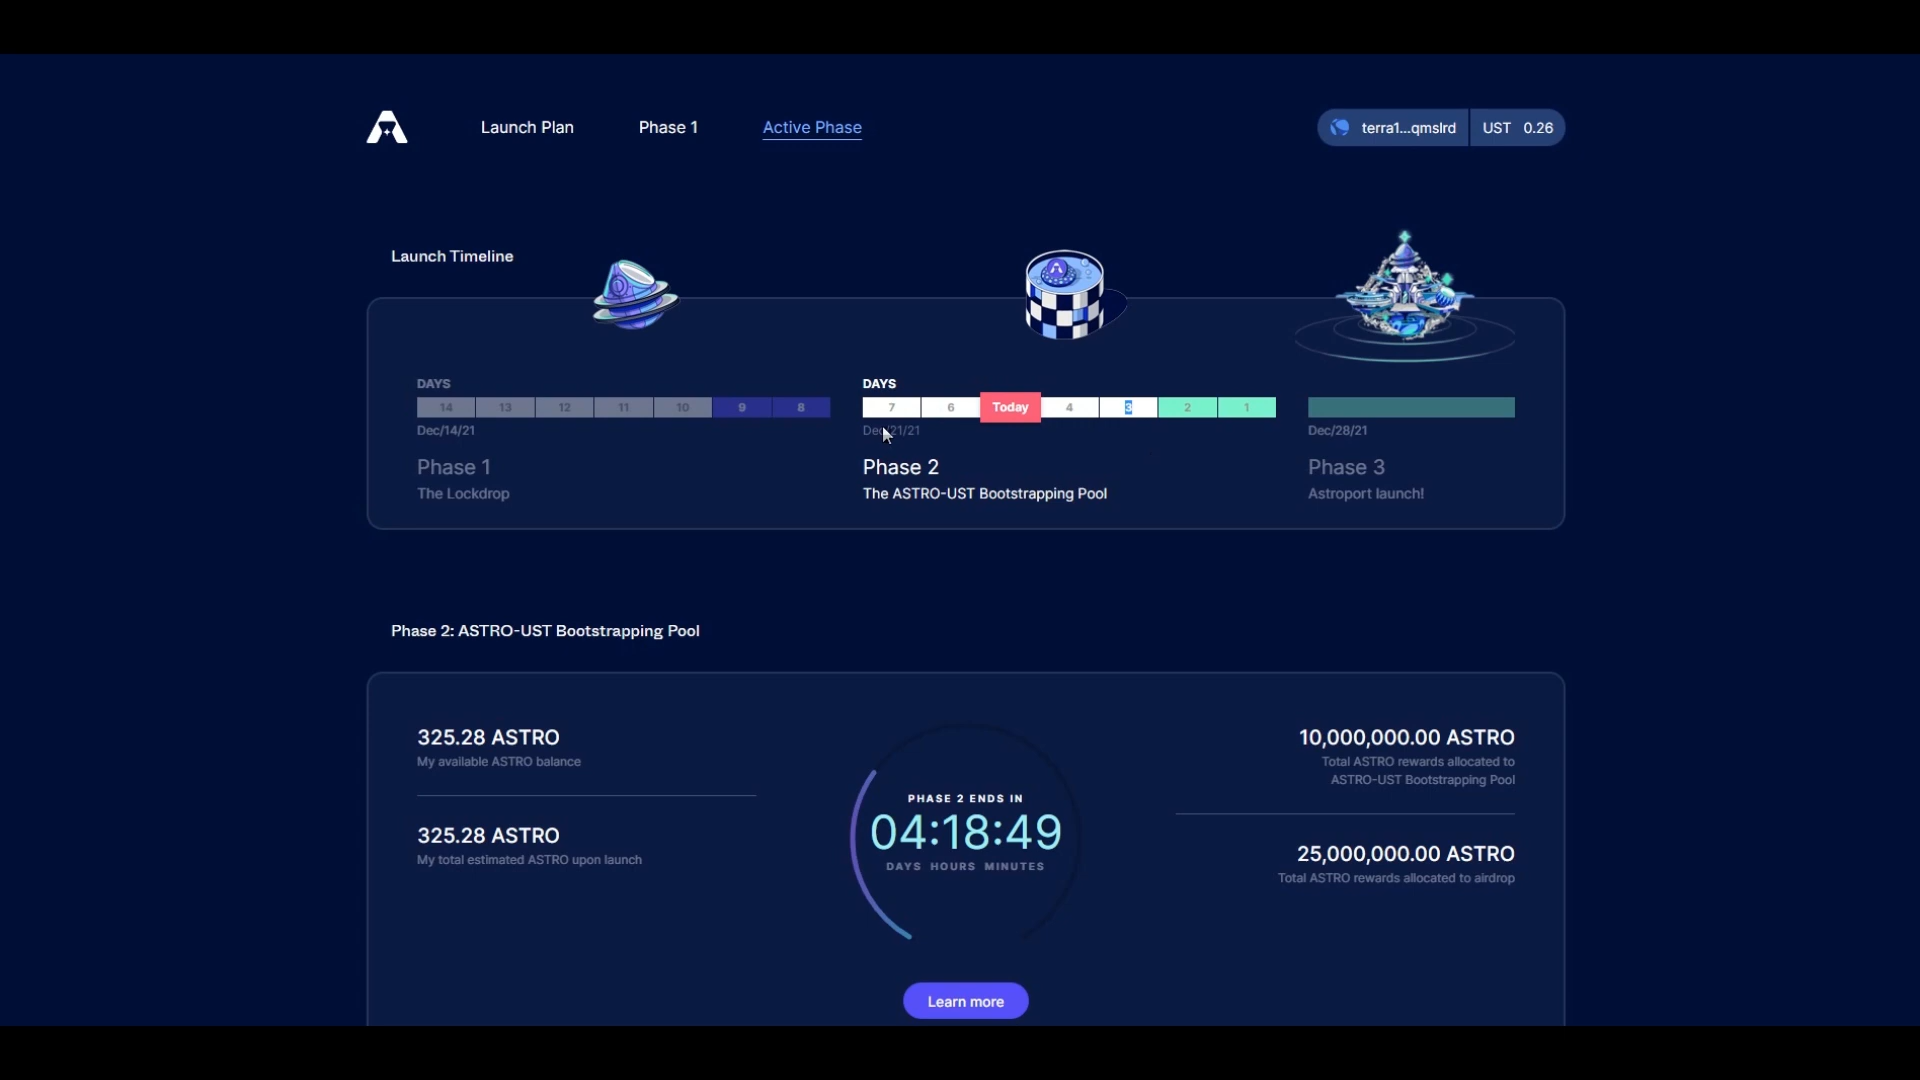 Launch Plan
Phase 1
Active Phase
terra1...qmslrd
UST 0.26
Launch Timeline
DAYS
14 13 12 11 10 9 8
Dec/14/21
Phase 1
The Lockdrop
DAYS
7 6 Today 4 3 2 1
Dec/21/21
Phase 2
The ASTRO-UST Bootstrapping Pool
Dec/28/21
Phase 3
Astroport launch!
Phase 2: ASTRO-UST Bootstrapping Pool
325.28 ASTRO
My available ASTRO balance
325.28 ASTRO
My total estimated ASTRO upon launch
PHASE 2 ENDS IN
04:18:49
DAYS HOURS MINUTES
Learn more
10,000,000.00 ASTRO
Total ASTRO rewards allocated to
ASTRO-UST Bootstrapping Pool
25,000,000.00 ASTRO
Total ASTRO rewards allocated to airdrop